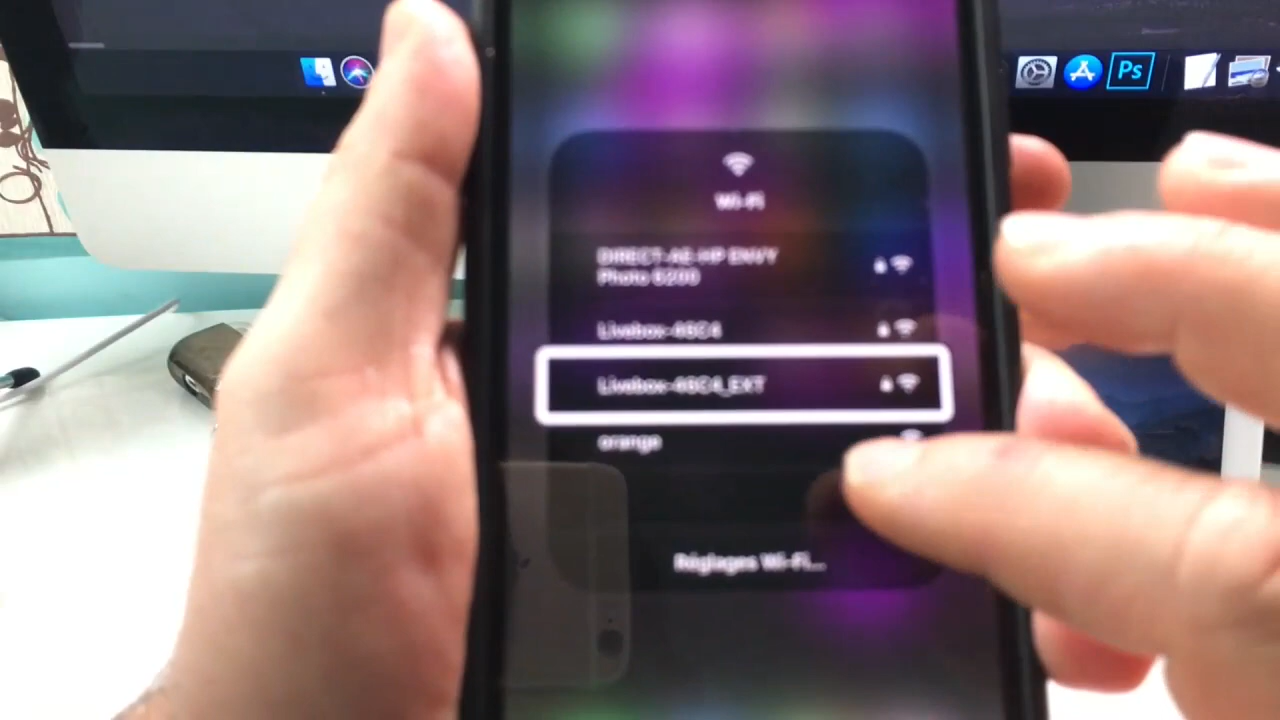 Ps
Wi-Fi
DIRECT-AE-HP ENVY
Photo 6200
Livebox-46C4
Livebox-46C4_EXT
orange
Réglages Wi-Fi...